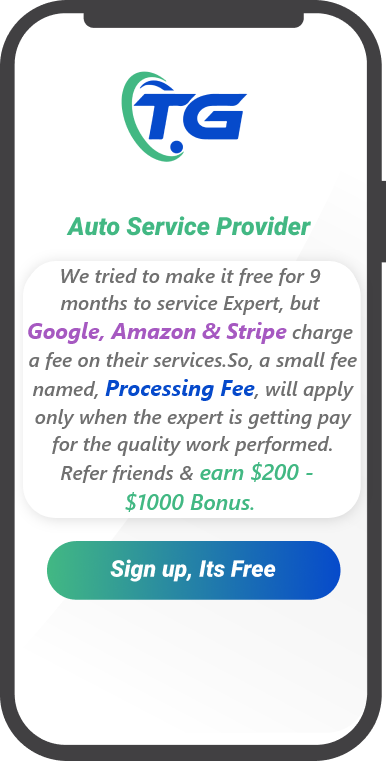 TG
Auto Service Provider
We tried to make it free for 9
months to service Expert, but
Google, Amazon & Stripe charge
a fee on their services.So, a small fee
named, Processing Fee, will apply
only when the expert is getting pay
for the quality work performed.
Refer friends & earn $200 -
$1000 Bonus.
Sign up, Its Free